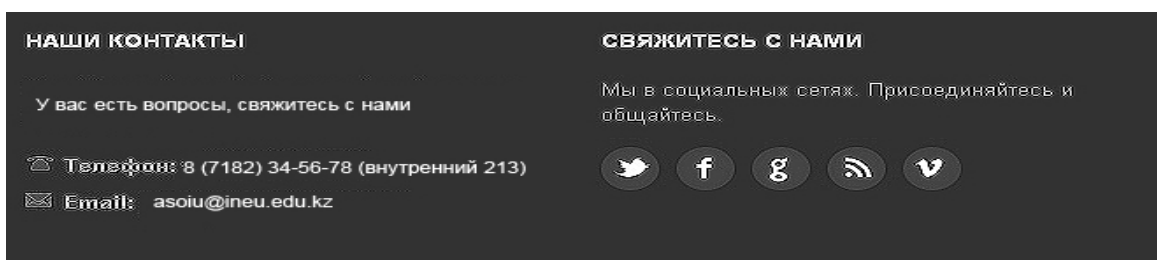 НАШИ КОНТАКТЫ
У вас есть вопросы, свяжитесь с нами
Телефон: 8 (7182) 34-56-78 (внутренний 213)
Email: asoiu@ineu.edu.kz
СВЯЖИТЕСЬ С НАМИ
Мы в социальных сетях. Присоединяйтесь и
общайтесь.